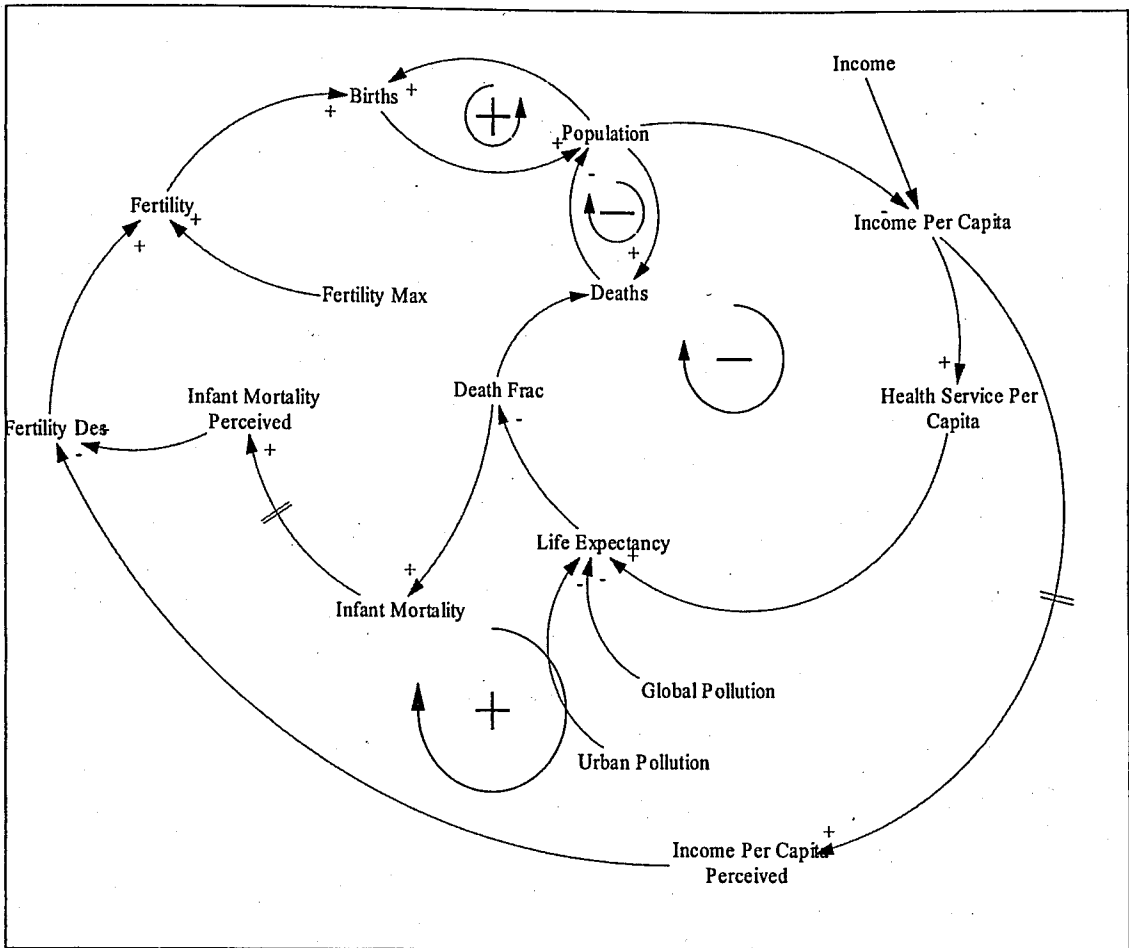 Income
Births
+
+
+
+
Population
-
Fertility
+
+
-
Income Per Capita
+
Fertility Max
Deaths
-
+
Infant Mortality
Perceived
Death Frac
Health Service Per
Capita
Fertility Des
+
-
+
-
Life Expectancy
+
-
-
+
Infant Mortality
Global Pollution
+
Urban Pollution
+
Income Per Capita
Perceived